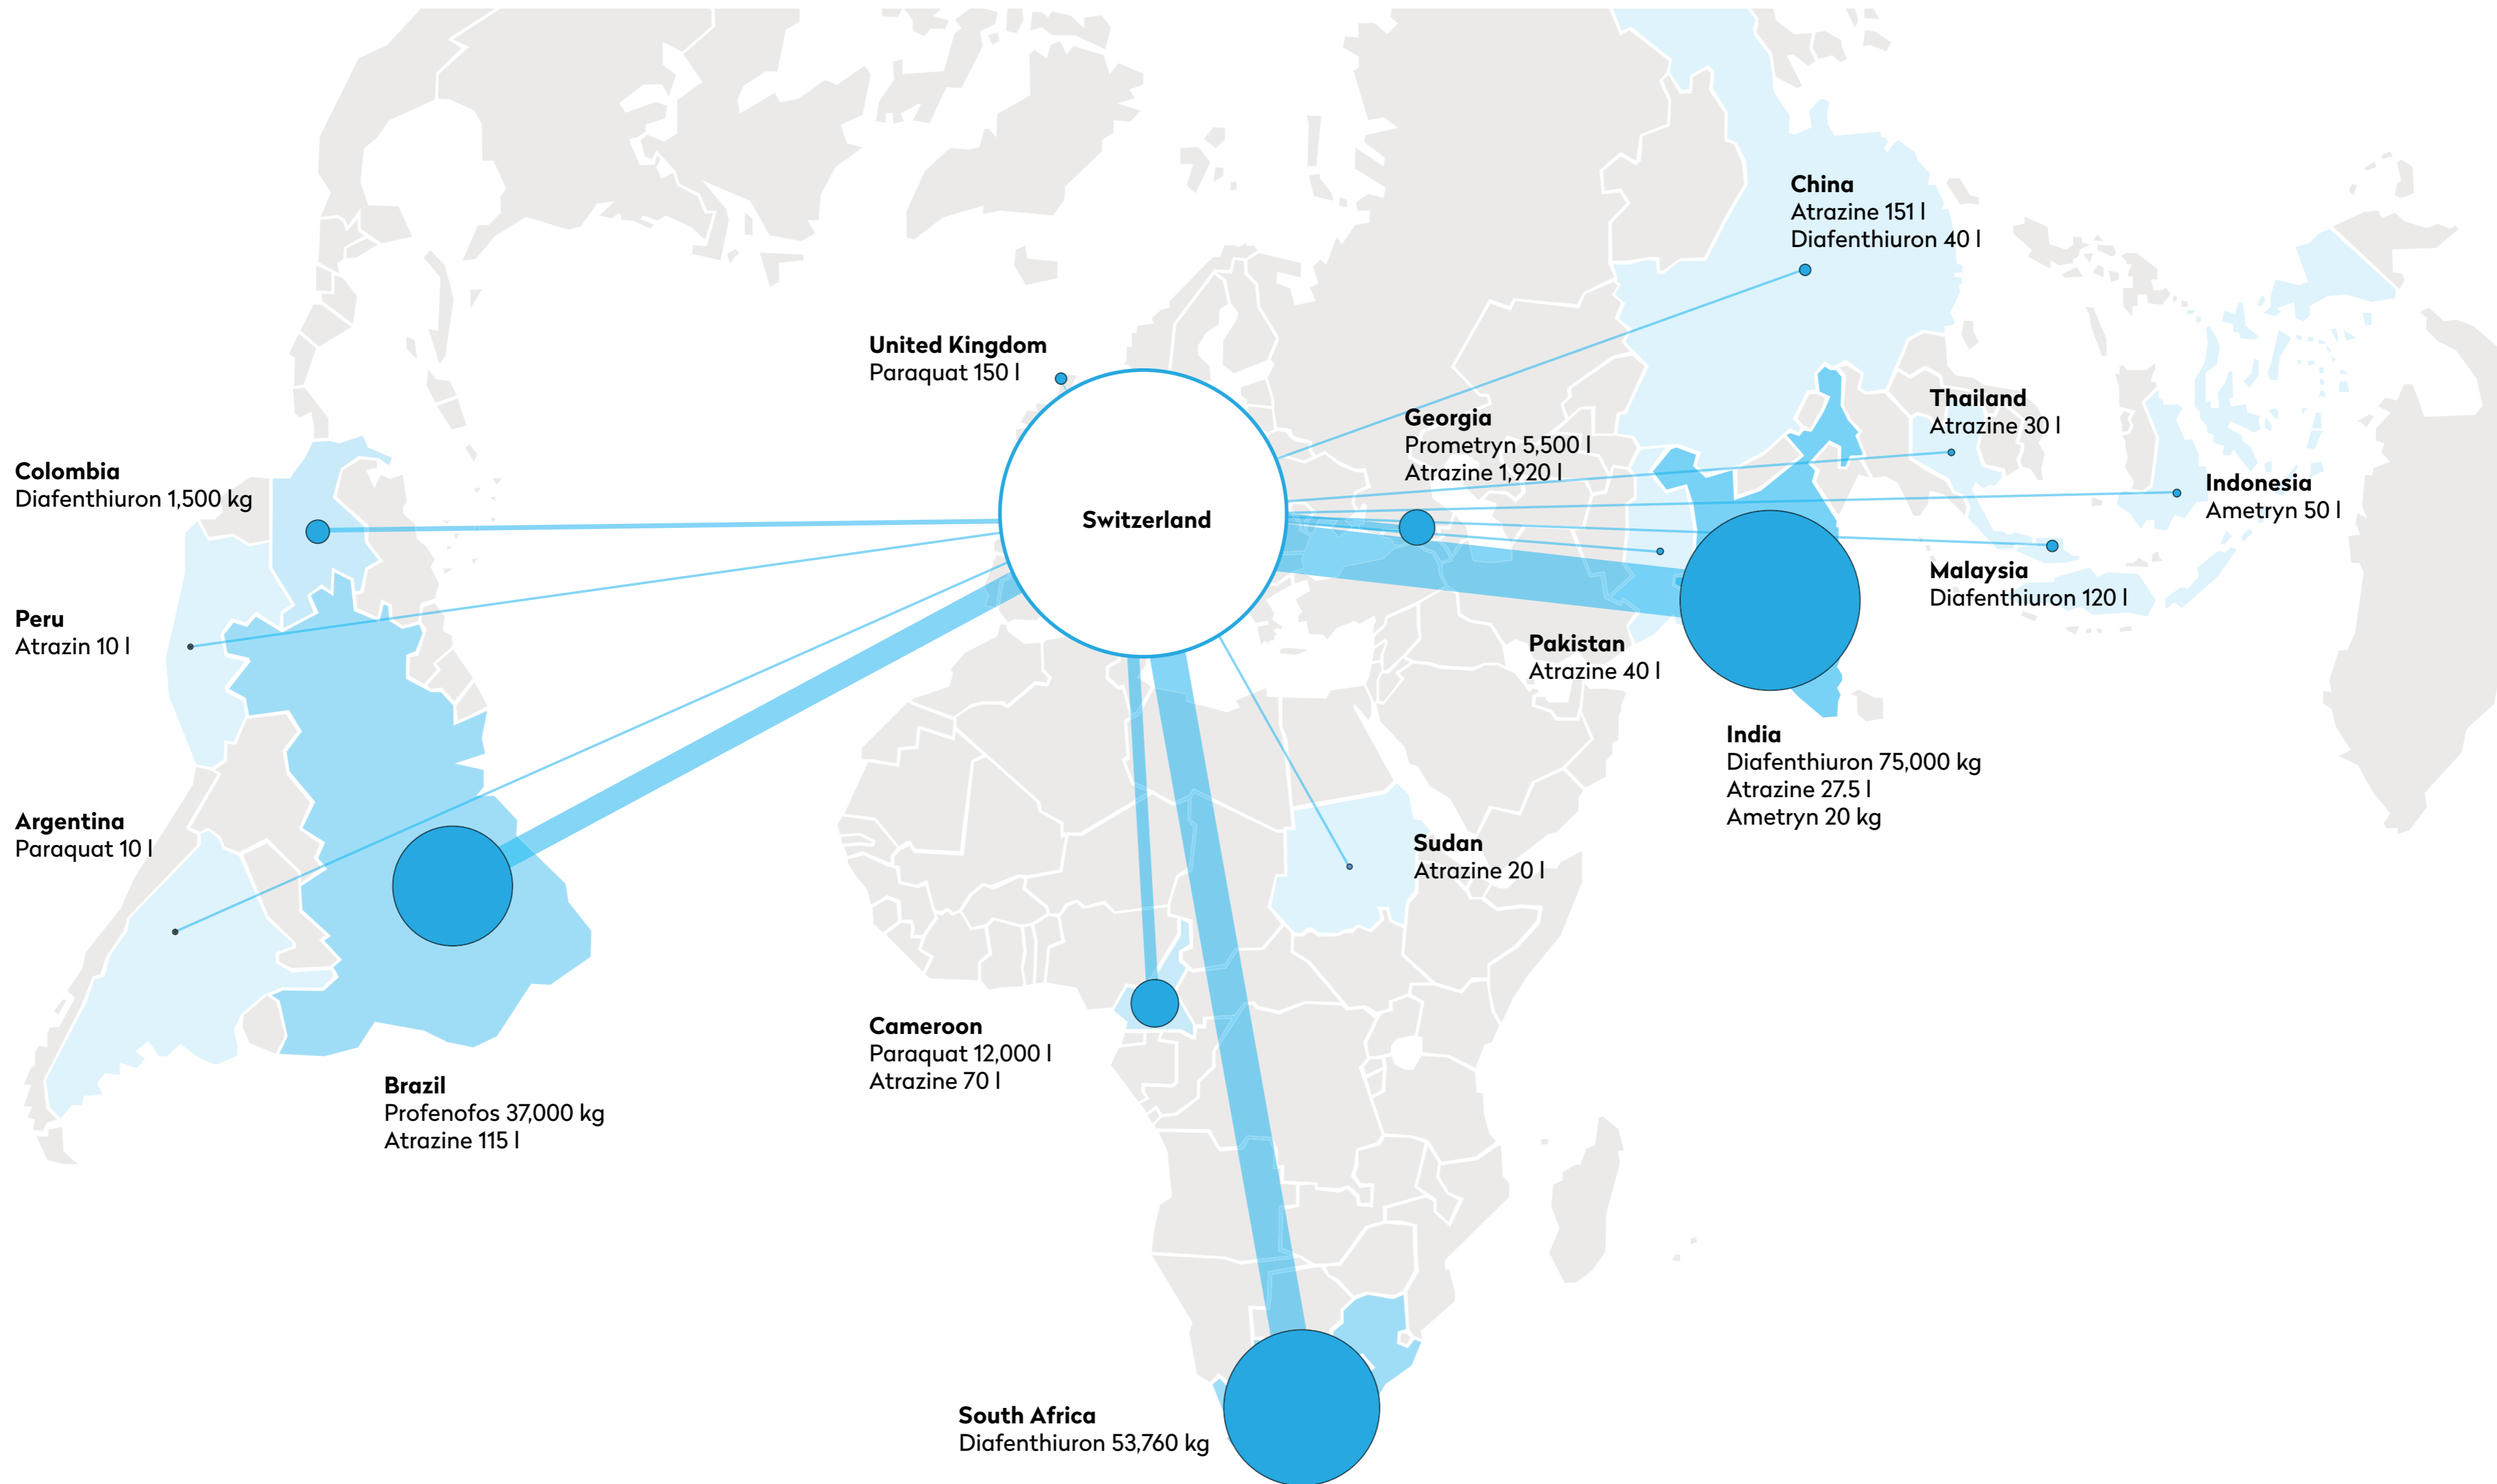 China
Atrazine 151 l
Diafenthiuron 40 l
United Kingdom
Paraquat 150 l
Georgia
Prometryn 5,500 l
Atrazine 1,920 l
Thailand
Atrazine 30 l
Colombia
Diafenthiuron 1,500 kg
Switzerland
Indonesia
Ametryn 50 l
Malaysia
Diafenthiuron 120 l
Peru
Atrazin 10 l
Pakistan
Atrazine 40 l
India
Diafenthiuron 75,000 kg
Atrazine 27.5 l
Ametryn 20 kg
Argentina
Paraquat 10 l
Sudan
Atrazine 20 l
Cameroon
Paraquat 12,000 l
Atrazine 70 l
Brazil
Profenofos 37,000 kg
Atrazine 115 l
South Africa
Diafenthiuron 53,760 kg